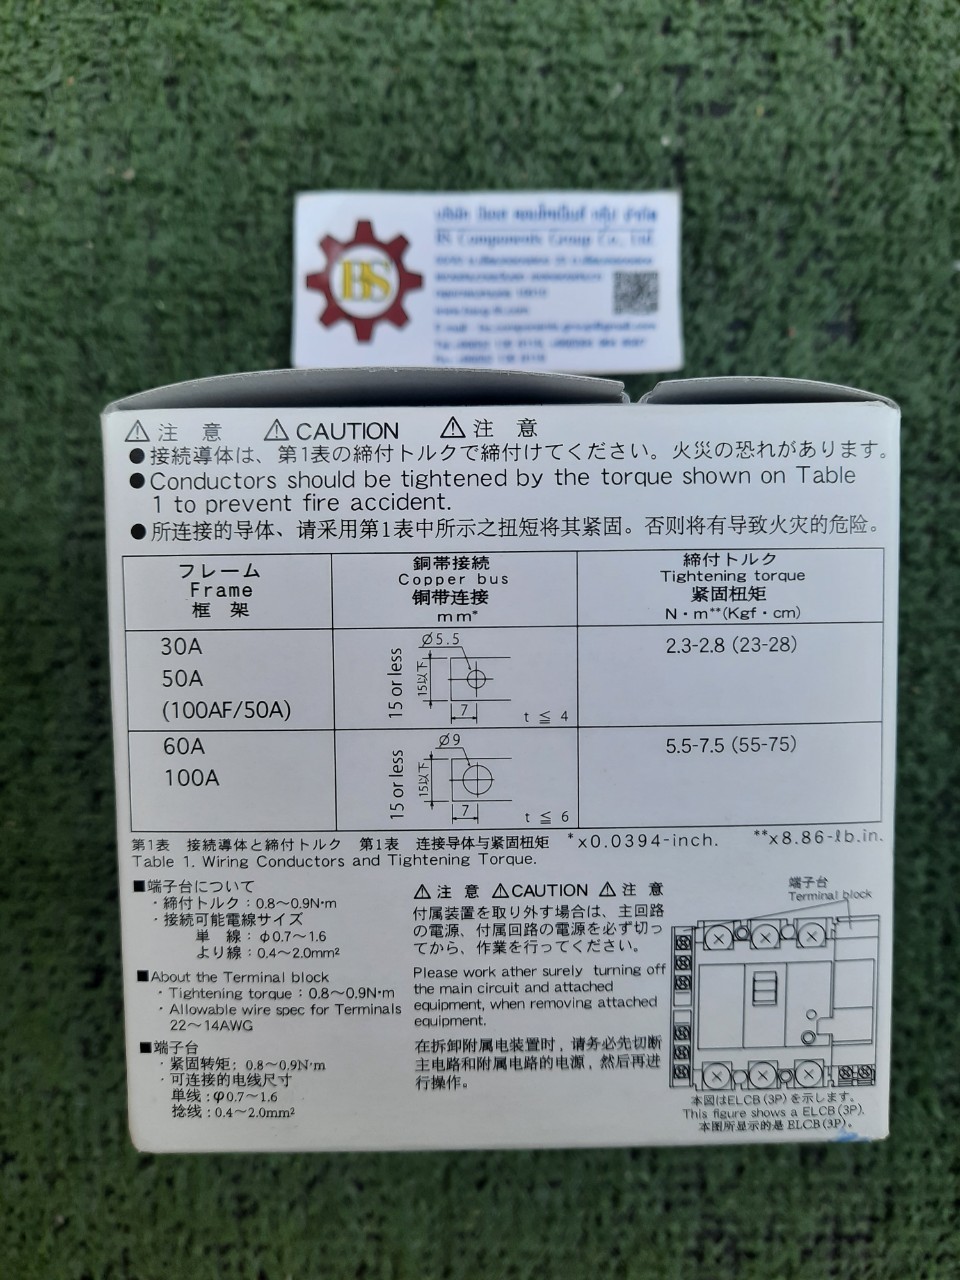 BS
BS Components Group Co., Ltd.
注 意 CAUTION 注 意
●接続導体は、第1表の締付トルクで締付けてください。火災の恐れがあります。
●Conductors should be tightened by the torque shown on Table
1 to prevent fire accident.
●所连接的导体、请采用第1表中所示之扭短将其紧固。否则将有导致火灾的危险。
フレーム
Frame
框 架
銅帯接続
Copper bus
铜带连接
mm*
締付トルク
Tightening torque
紧固扭矩
N・m**(Kgf・cm)
30A
50A
(100AF/50A)
15 or less
15以下
Ø5.5
7
t ≦ 4
2.3-2.8 (23-28)
60A
100A
15 or less
15以下
Ø9
7
t ≦ 6
5.5-7.5 (55-75)
第1表 接続導体と締付トルク 第1表 连接导体与紧固扭矩 *x0.0394-inch. **x8.86-lb.in.
Table 1. Wiring Conductors and Tightening Torque.
■端子台について
・締付トルク：0.8～0.9N·m
・接続可能電線サイズ
単 線：φ0.7～1.6
より線：0.4～2.0mm²
■About the Terminal block
・Tightening torque：0.8～0.9N·m
・Allowable wire spec for Terminals
22～14AWG
■端子台
・紧固转矩：0.8～0.9N·m
・可连接的电线尺寸
单线：φ0.7～1.6
捻线：0.4～2.0mm²
注 意 CAUTION 注 意
付属装置を取り外す場合は、主回路
の電源、付属回路の電源を必ず切っ
てから、作業を行ってください。
Please work ather surely turning off
the main circuit and attached
equipment, when removing attached
equipment.
在拆卸附属电装置时，请务必先切断
主电路和附属电路的电源，然后再进
行操作。
端子台
Terminal block
本図はELCB(3P)を示します。
This figure shows a ELCB(3P).
本图所显示的是 ELCB(3P)。